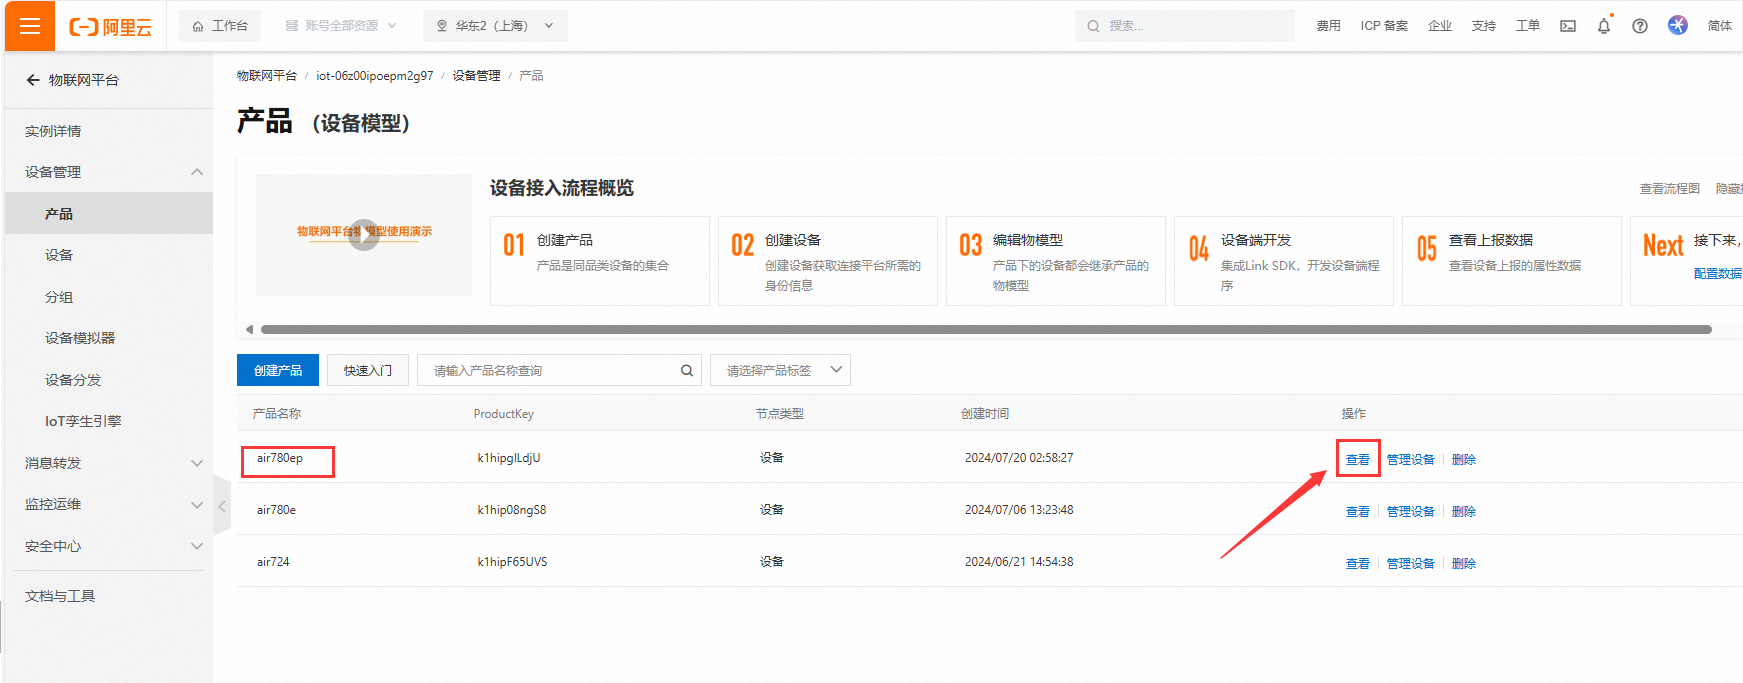 阿里云
工作台
账号全部资源
华东2（上海）
搜索...
费用
ICP 备案
企业
支持
工单
简体
物联网平台
实例详情
设备管理
产品
设备
分组
设备模拟器
设备分发
IoT孪生引擎
消息转发
监控运维
安全中心
文档与工具
物联网平台 / iot-06z00ipoepm2g97 / 设备管理 / 产品
产品 （设备模型）
物联网平台物模型使用演示
设备接入流程概览
查看流程图
隐藏
01 创建产品
产品是同品类设备的集合
02 创建设备
创建设备获取连接平台所需的
身份信息
03 编辑物模型
产品下的设备都会继承产品的
物模型
04 设备端开发
集成Link SDK，开发设备端程
序
05 查看上报数据
查看设备上报的属性数据
Next 接下来，
配置数据
创建产品
快速入门
请输入产品名称查询
请选择产品标签
产品名称 ProductKey 节点类型 创建时间 操作
air780ep k1hipglLdjU 设备 2024/07/20 02:58:27 查看 管理设备 删除
air780e k1hip08ngS8 设备 2024/07/06 13:23:48 查看 管理设备 删除
air724 k1hipF65UVS 设备 2024/06/21 14:54:38 查看 管理设备 删除